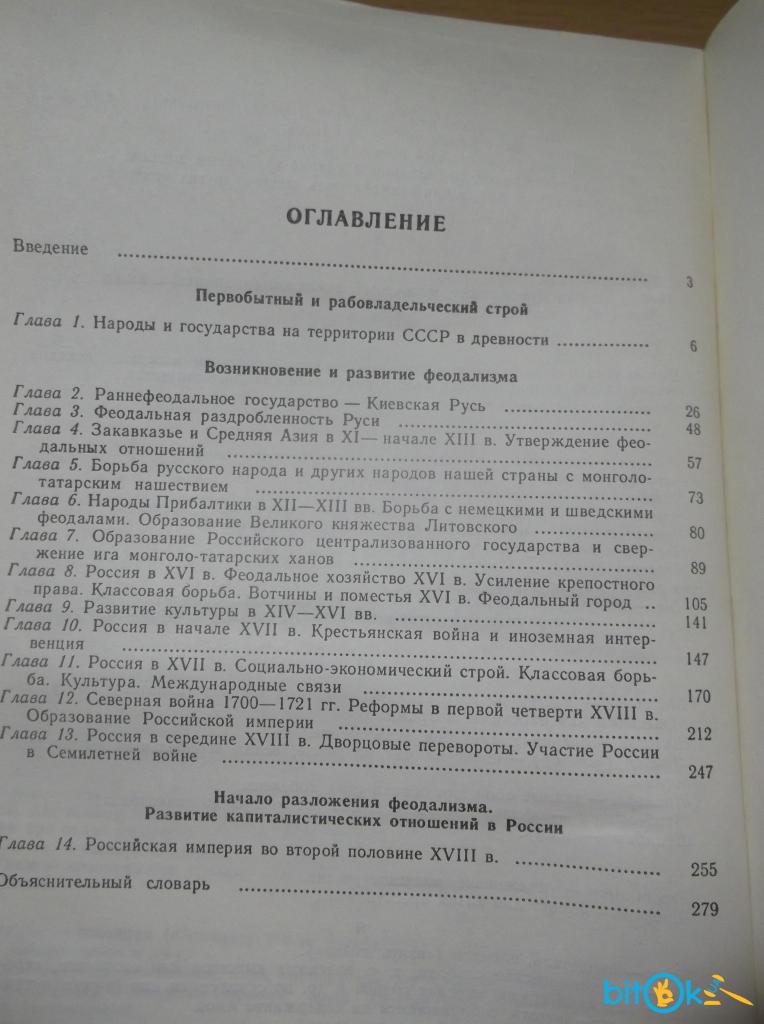 ОГЛАВЛЕНИЕ
Введение ........ 3
Первобытный и рабовладельческий строй
Глава 1. Народы и государства на территории СССР в древности ........ 6
Возникновение и развитие феодализма
Глава 2. Раннефеодальное государство — Киевская Русь ........ 26
Глава 3. Феодальная раздробленность Руси ........ 48
Глава 4. Закавказье и Средняя Азия в XI— начале XIII в. Утверждение фео-
дальных отношений ........ 57
Глава 5. Борьба русского народа и других народов нашей страны с монголо-
татарским нашествием ........ 73
Глава 6. Народы Прибалтики в XII—XIII вв. Борьба с немецкими и шведскими
феодалами. Образование Великого княжества Литовского ........ 80
Глава 7. Образование Российского централизованного государства и свер-
жение ига монголо-татарских ханов ........ 89
Глава 8. Россия в XVI в. Феодальное хозяйство XVI в. Усиление крепостного
права. Классовая борьба. Вотчины и поместья XVI в. Феодальный город .. 105
Глава 9. Развитие культуры в XIV—XVI вв. ........ 141
Глава 10. Россия в начале XVII в. Крестьянская война и иноземная интер-
венция ........ 147
Глава 11. Россия в XVII в. Социально-экономический строй. Классовая борь-
ба. Культура. Международные связи ........ 170
Глава 12. Северная война 1700—1721 гг. Реформы в первой четверти XVIII в.
Образование Российской империи ........ 212
Глава 13. Россия в середине XVIII в. Дворцовые перевороты. Участие России
в Семилетней войне ........ 247
Начало разложения феодализма.
Развитие капиталистических отношений в России
Глава 14. Российская империя во второй половине XVIII в. ........ 255
Объяснительный словарь ........ 279